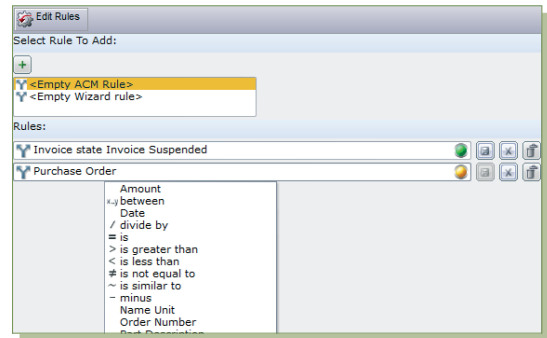 Edit Rules
Select Rule To Add:
+
<Empty ACM Rule>
<Empty Wizard rule>
Rules:
Invoice state Invoice Suspended
Purchase Order
Amount
x..y between
Date
/ divide by
= is
> is greater than
< is less than
≠ is not equal to
~ is similar to
− minus
Name Unit
Order Number
Part Description